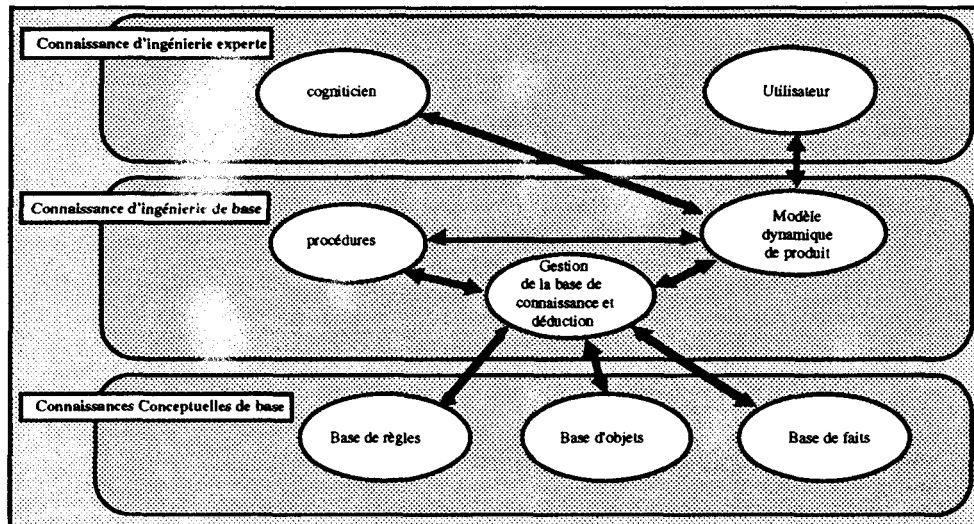 Connaissance d'ingénierie experte
cogniticien
Utilisateur
Connaissance d'ingénierie de base
procédures
Modèle
dynamique
de produit
Gestion
de la base de
connaissance et
déduction
Connaissances Conceptuelles de base
Base de règles
Base d'objets
Base de faits